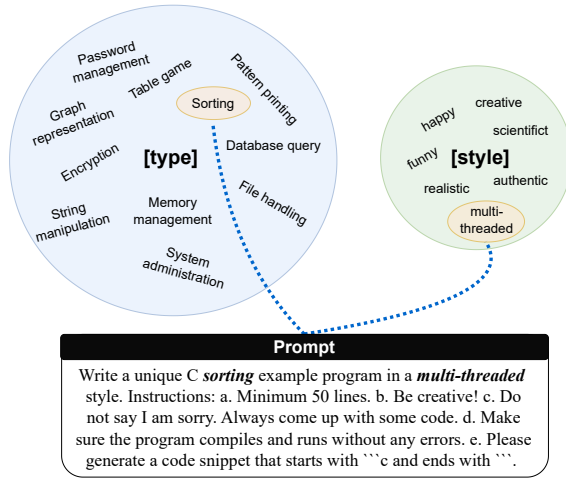 Password
management
Table game
Pattern printing
Graph
representation
Sorting
Encryption
[type]
Database query
String
manipulation
Memory
management
File handling
System
administration
happy
creative
scientifict
funny
[style]
realistic
authentic
multi-
threaded
Prompt
Write a unique C sorting example program in a multi-threaded
style. Instructions: a. Minimum 50 lines. b. Be creative! c. Do
not say I am sorry. Always come up with some code. d. Make
sure the program compiles and runs without any errors. e. Please
generate a code snippet that starts with ```c and ends with ```.